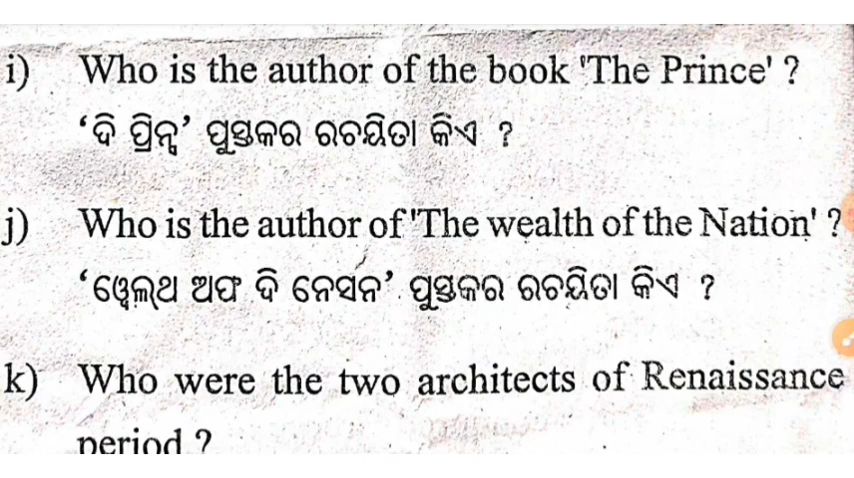 i) Who is the author of the book 'The Prince' ?
‘ଦି ପ୍ରିନ୍ସ’ ପୁସ୍ତକର ରଚୟିତା କିଏ ?
j) Who is the author of 'The wealth of the Nation' ?
‘ୱେଲ୍‌ଥ ଅଫ ଦି ନେସନ’ ପୁସ୍ତକର ରଚୟିତା କିଏ ?
k) Who were the two architects of Renaissance
period ?